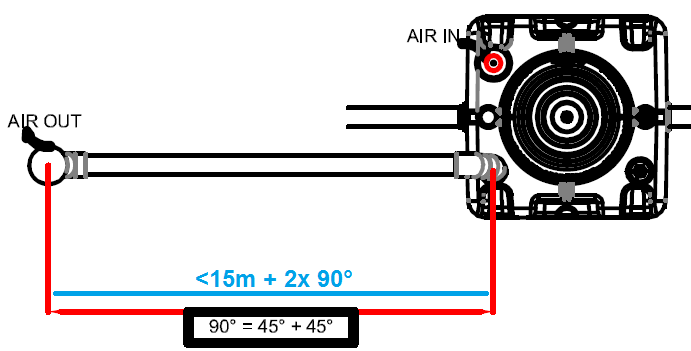 AIR IN
AIR OUT
<15m + 2x 90°
90° = 45° + 45°